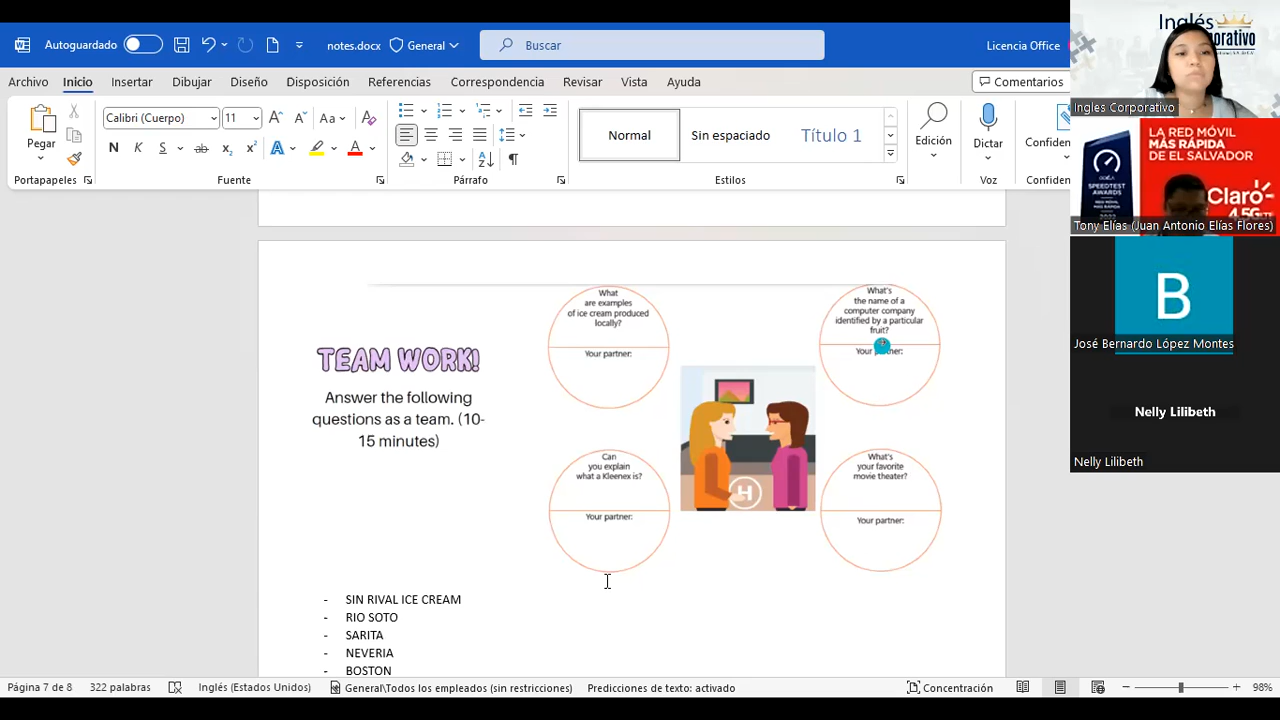 Autoguardado
notes.docx
General
Buscar
Licencia Office
Archivo
Inicio
Insertar
Dibujar
Diseño
Disposición
Referencias
Correspondencia
Revisar
Vista
Ayuda
Comentarios
Pegar
Calibri (Cuerpo)
11
Normal
Sin espaciado
Título 1
Edición
Dictar
Confiden
Portapapeles
Fuente
Párrafo
Estilos
Voz
Confiden
TEAM WORK!
Answer the following
questions as a team. (10-
15 minutes)
What
are examples
of ice cream produced
locally?
Your partner:
What's
the name of a
computer company
identified by a particular
fruit?
Your partner:
Can
you explain
what a Kleenex is?
Your partner:
What's
your favorite
movie theater?
Your partner:
- SIN RIVAL ICE CREAM
- RIO SOTO
- SARITA
- NEVERIA
- BOSTON
Página 7 de 8
322 palabras
Inglés (Estados Unidos)
General\Todos los empleados (sin restricciones)
Predicciones de texto: activado
Concentración
98%
Inglés
Ingles Corporativo
LA RED MÓVIL
MÁS RÁPIDA
DE EL SALVADOR
SPEEDTEST
AWARDS
Claro
4.5G
Tony Elías (Juan Antonio Elías Flores)
B
José Bernardo López Montes
Nelly Lilibeth
Nelly Lilibeth